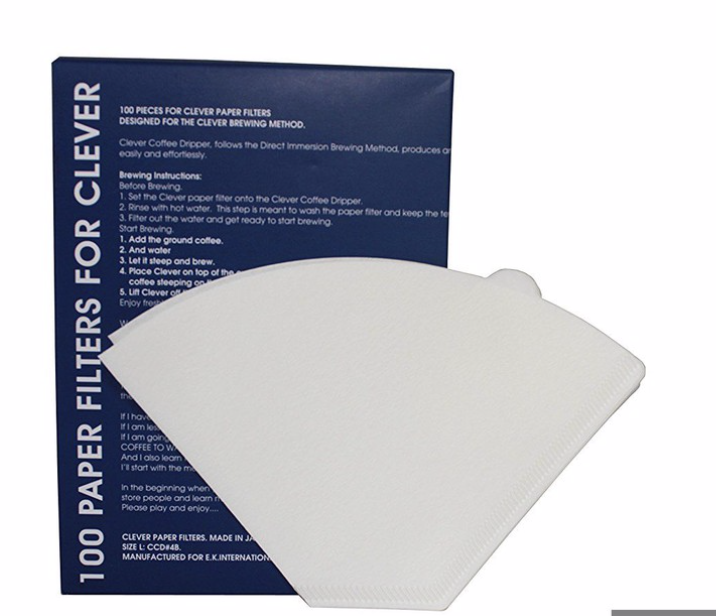 100 PAPER FILTERS FOR CLEVER
100 PIECES FOR CLEVER PAPER FILTERS
DESIGNED FOR THE CLEVER BREWING METHOD.
Clever Coffee Dripper, follows the Direct Immersion Brewing Method, produces
easily and effortlessly.
Brewing Instructions:
Before Brewing.
1. Set the Clever paper filter onto the Clever Coffee Dripper.
2. Rinse with hot water. This step is meant to wash the paper filter and keep the
3. Filter out the water and get ready to start brewing.
Start Brewing.
1. Add the ground coffee.
2. And water
3. Let it steep and brew.
4. Place Clever on top of the
coffee steeping
5. Lift Clever
Enjoy
If I have
If I am
If I am going
COFFEE TO
And I also learn
I'll start with the
In the beginning when
store people and learn
Please play and enjoy....
CLEVER PAPER FILTERS. MADE IN
SIZE L: CCD#4B.
MANUFACTURED FOR E.K.